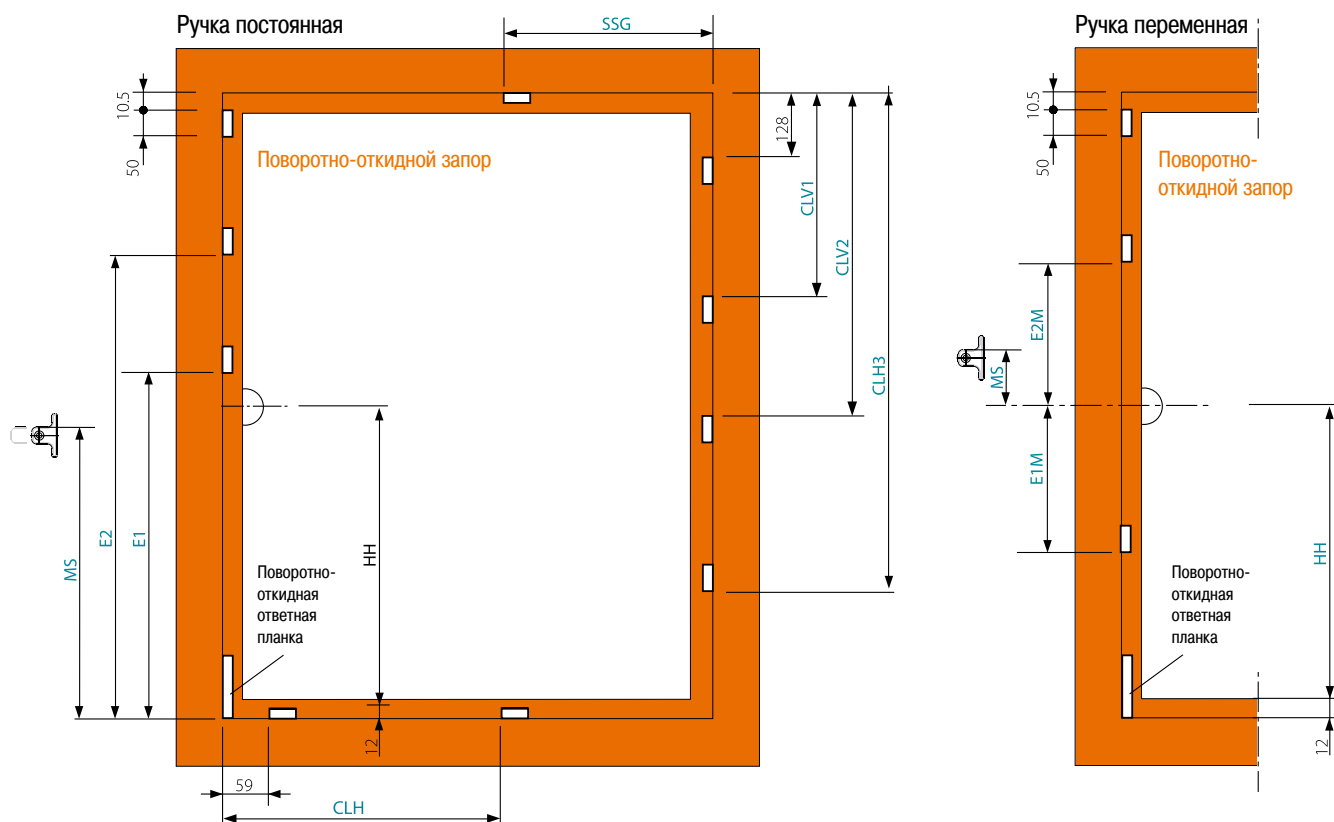 Ручка постоянная
SSG
10.5
50
128
Поворотно-откидной запор
CLV1
CLV2
CLH3
MS
E2
E1
HH
Поворотно-
откидная
ответная
планка
12
59
CLH
Ручка переменная
10.5
50
Поворотно-
откидной запор
E2M
MS
E1M
HH
Поворотно-
откидная
ответная
планка
12